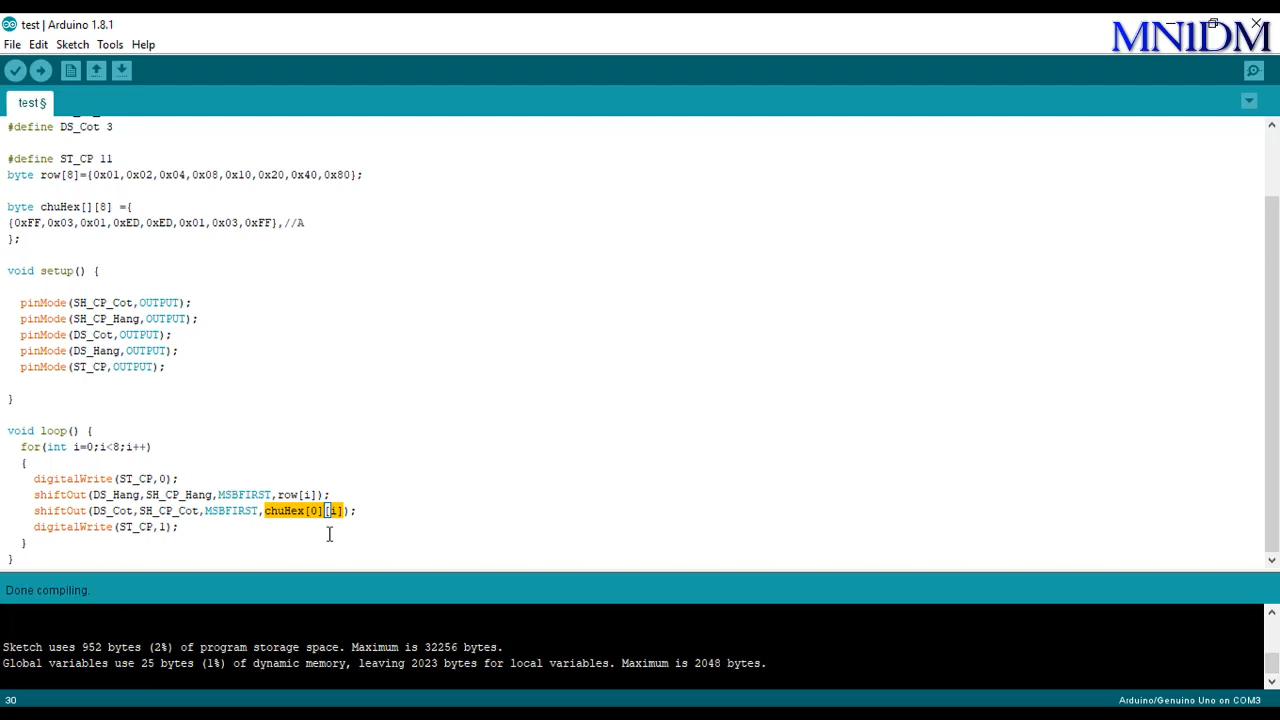 test | Arduino 1.8.1
MN1DM
File Edit Sketch Tools Help
test §
#define DS_Cot 3
#define ST_CP 11
byte row[8]={0x01,0x02,0x04,0x08,0x10,0x20,0x40,0x80};
byte chuHex[][8] ={
{0xFF,0x03,0x01,0xED,0xED,0x01,0x03,0xFF},//A
};
void setup() {
pinMode(SH_CP_Cot,OUTPUT);
pinMode(SH_CP_Hang,OUTPUT);
pinMode(DS_Cot,OUTPUT);
pinMode(DS_Hang,OUTPUT);
pinMode(ST_CP,OUTPUT);
}
void loop() {
for(int i=0;i<8;i++)
{
digitalWrite(ST_CP,0);
shiftOut(DS_Hang,SH_CP_Hang,MSBFIRST,row[i]);
shiftOut(DS_Cot,SH_CP_Cot,MSBFIRST,chuHex[0][i]);
digitalWrite(ST_CP,1);
}
}
Done compiling.
Sketch uses 952 bytes (2%) of program storage space. Maximum is 32256 bytes.
Global variables use 25 bytes (1%) of dynamic memory, leaving 2023 bytes for local variables. Maximum is 2048 bytes.
30
Arduino/Genuino Uno on COM3